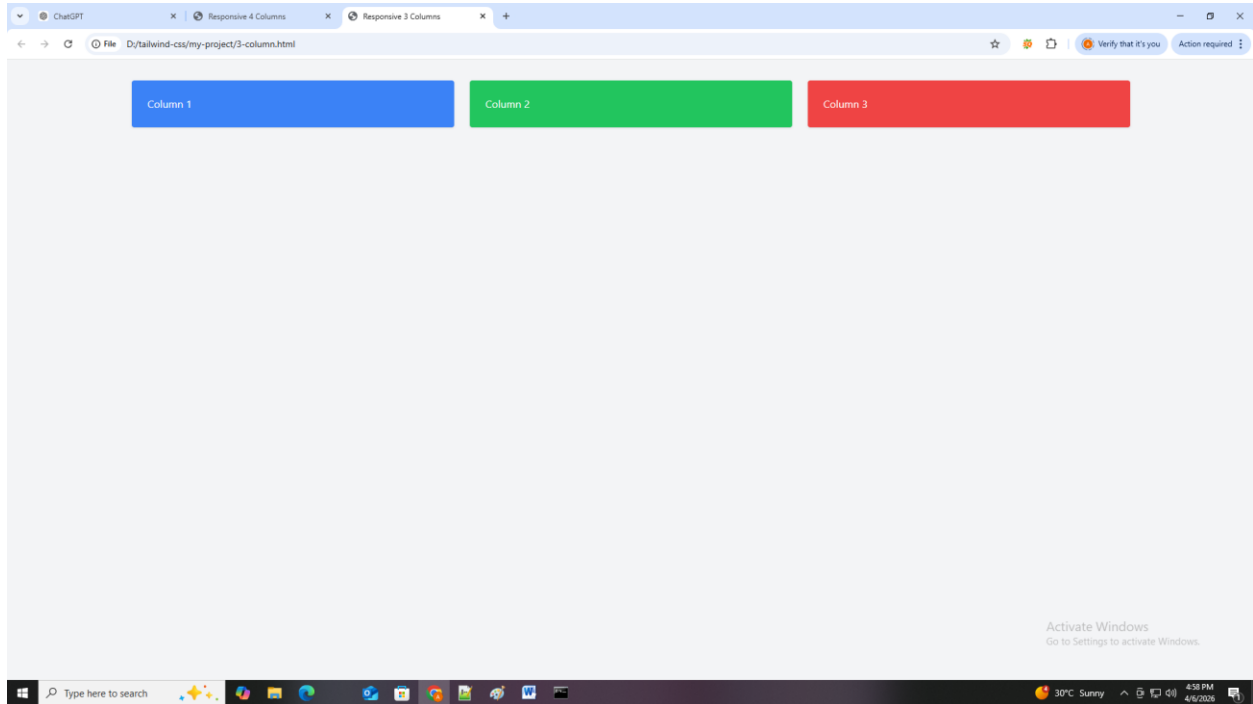 ChatGPT
Responsive 4 Columns
Responsive 3 Columns
File D:/tailwind-css/my-project/3-column.html
Verify that it's you
Action required
Column 1
Column 2
Column 3
Activate Windows
Go to Settings to activate Windows.
Type here to search
30°C Sunny
4:58 PM
4/6/2026